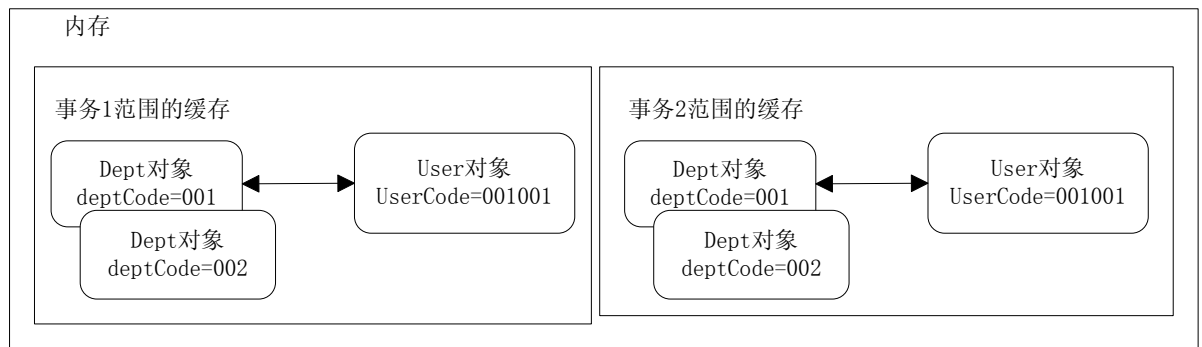 内存
事务1范围的缓存
Dept对象
deptCode=001
User对象
UserCode=001001
Dept对象
deptCode=002
事务2范围的缓存
Dept对象
deptCode=001
User对象
UserCode=001001
Dept对象
deptCode=002